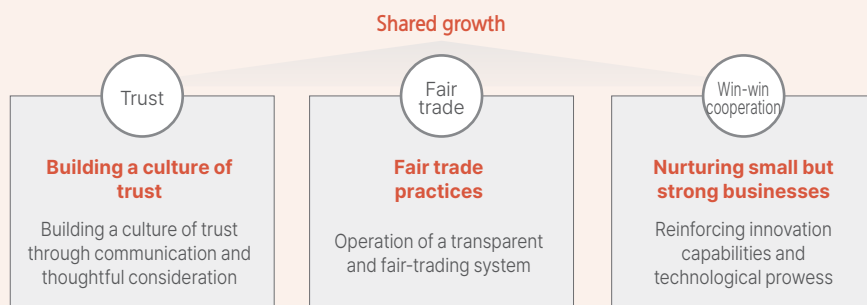 Shared growth
Trust
Building a culture of
trust
Building a culture of trust
through communication and
thoughtful consideration
Fair
trade
Fair trade
practices
Operation of a transparent
and fair-trading system
Win-win
cooperation
Nurturing small but
strong businesses
Reinforcing innovation
capabilities and
technological prowess